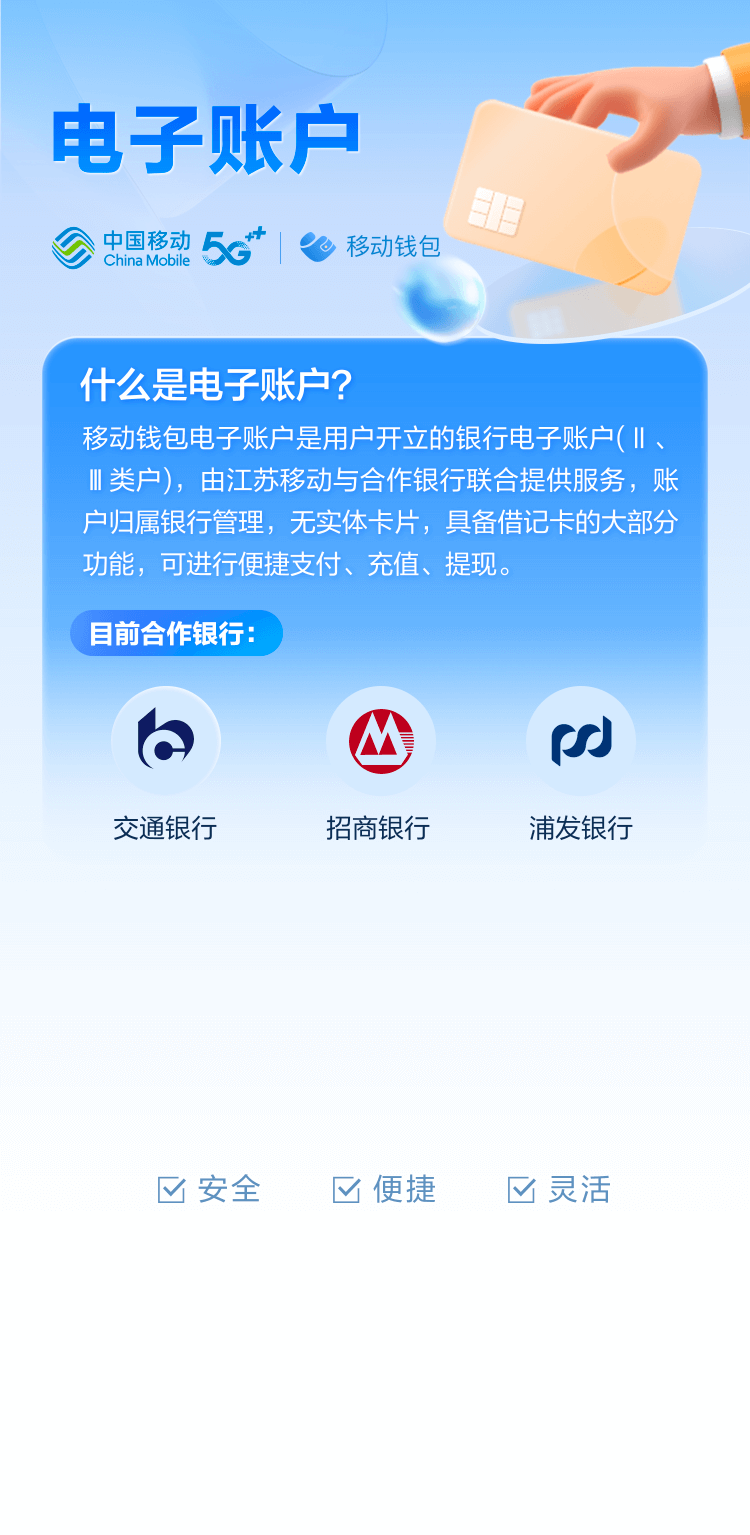 电子账户
中国移动
China Mobile
5G++
移动钱包
什么是电子账户?
移动钱包电子账户是用户开立的银行电子账户(Ⅱ、
Ⅲ类户)，由江苏移动与合作银行联合提供服务，账
户归属银行管理，无实体卡片，具备借记卡的大部分
功能，可进行便捷支付、充值、提现。
目前合作银行：
交通银行 招商银行 浦发银行
安全 便捷 灵活